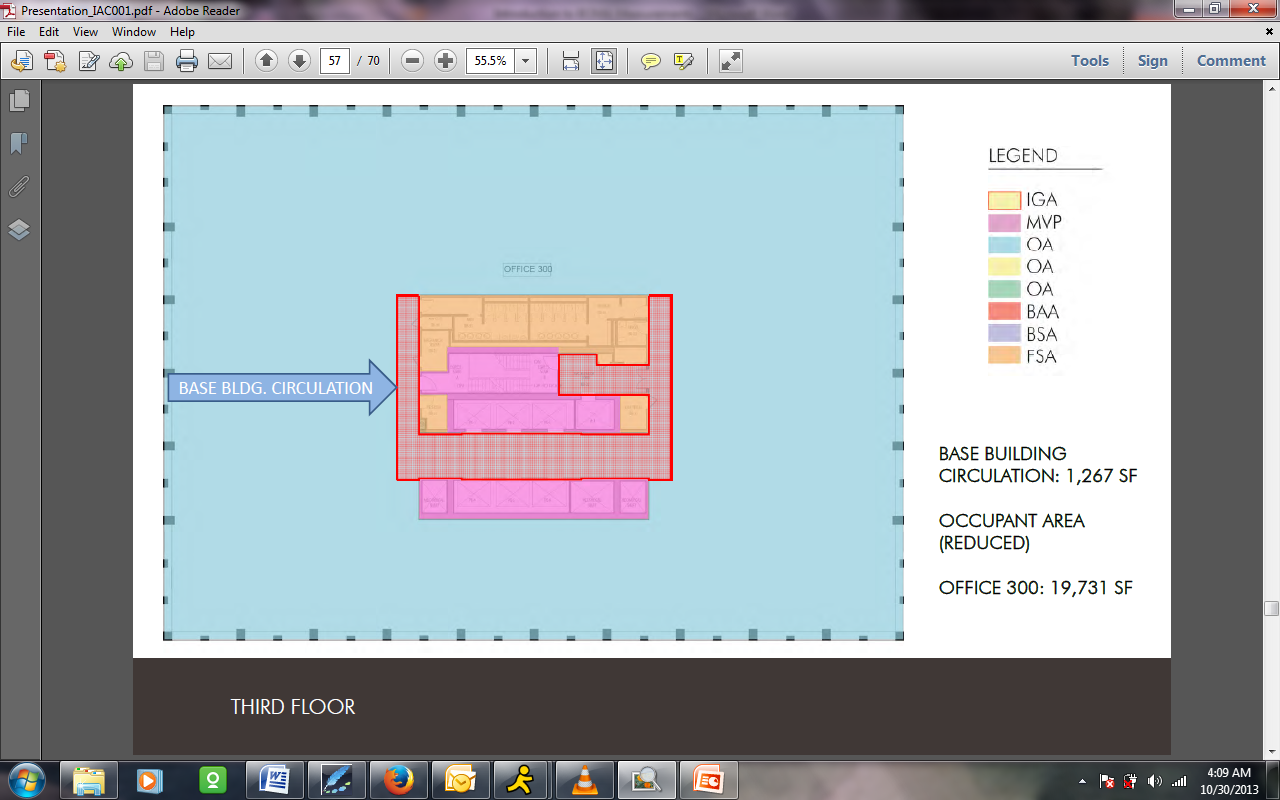 Presentation_IAC001.pdf - Adobe Reader
File Edit View Window Help
57 / 70
55.5%
Tools Sign Comment
LEGEND
IGA
MVP
OA
OA
OA
BAA
BSA
FSA
OFFICE 300
BASE BLDG. CIRCULATION
BASE BUILDING
CIRCULATION: 1,267 SF
OCCUPANT AREA
(REDUCED)
OFFICE 300: 19,731 SF
THIRD FLOOR
4:09 AM
10/30/2013